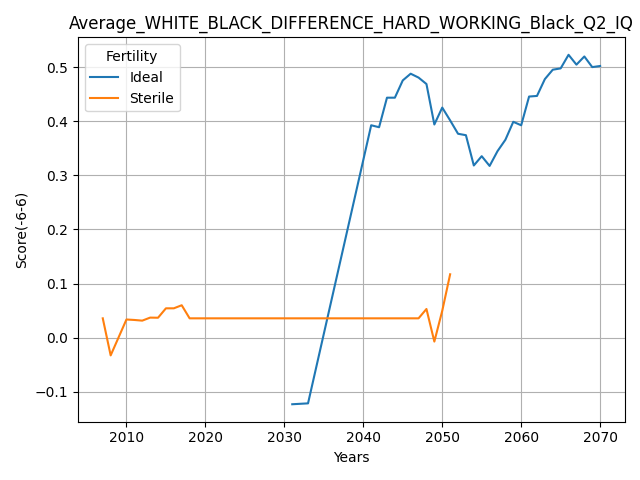 Average_WHITE_BLACK_DIFFERENCE_HARD_WORKING_Black_Q2_IQ
Fertility
Ideal
Sterile
Score(-6-6)
0.5
0.4
0.3
0.2
0.1
0.0
−0.1
2010 2020 2030 2040 2050 2060 2070
Years